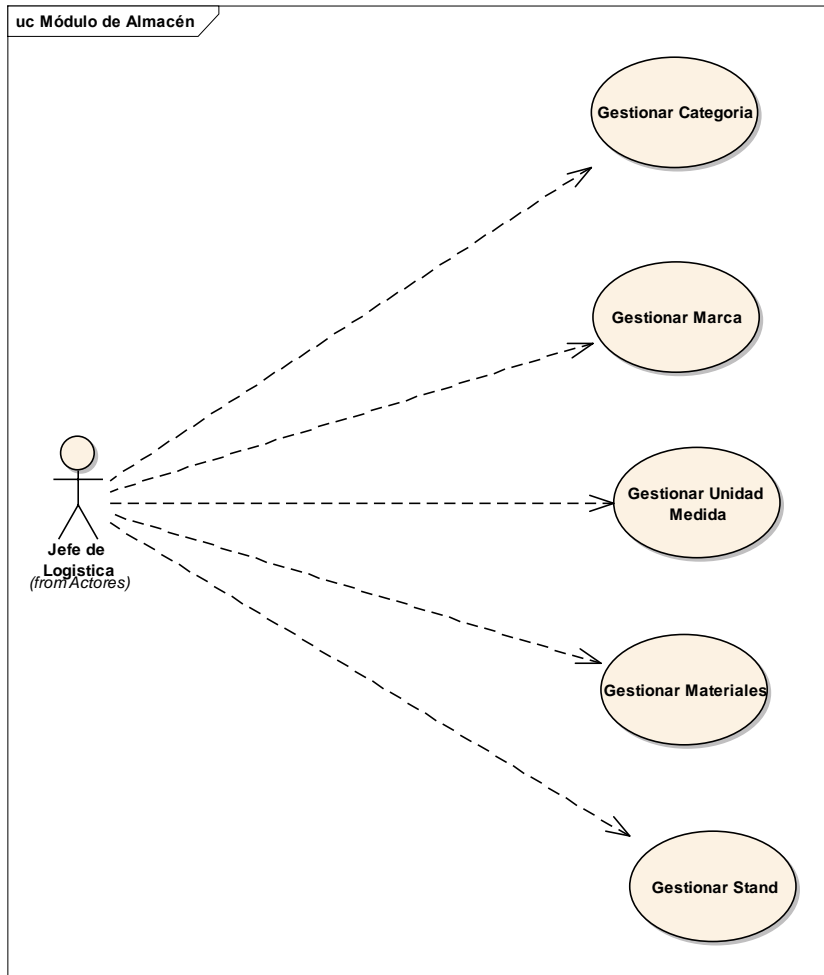 uc Módulo de Almacén
Gestionar Categoria
Gestionar Marca
Gestionar Unidad
Medida
Jefe de
Logistica
(from Actores)
Gestionar Materiales
Gestionar Stand